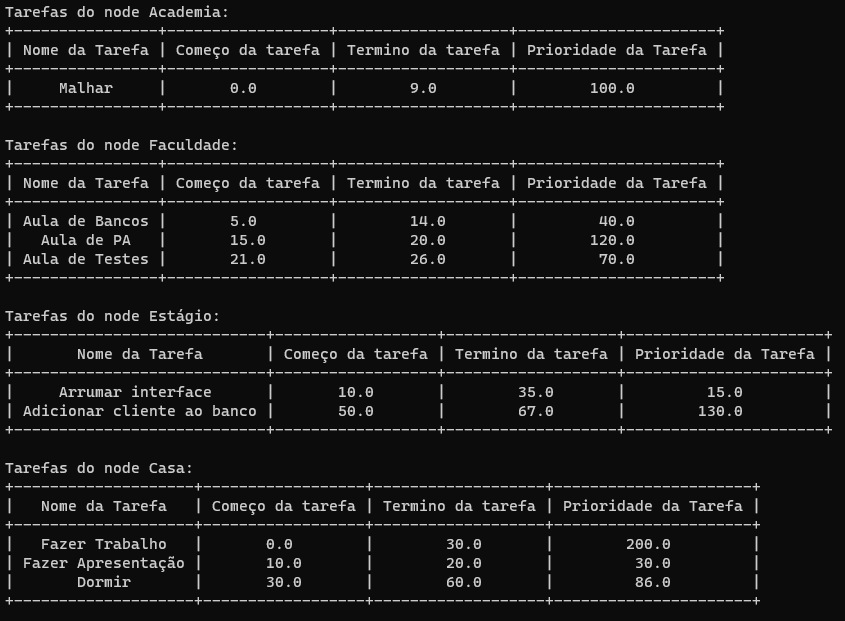 Tarefas do node Academia:
+----------------+------------------+-------------------+----------------------+
| Nome da Tarefa | Começo da tarefa | Termino da tarefa | Prioridade da Tarefa |
+----------------+------------------+-------------------+----------------------+
|     Malhar     |       0.0        |        9.0        |        100.0         |
+----------------+------------------+-------------------+----------------------+

Tarefas do node Faculdade:
+----------------+------------------+-------------------+----------------------+
| Nome da Tarefa | Começo da tarefa | Termino da tarefa | Prioridade da Tarefa |
+----------------+------------------+-------------------+----------------------+
| Aula de Bancos |       5.0        |        14.0       |         40.0         |
|   Aula de PA   |       15.0       |        20.0       |        120.0         |
| Aula de Testes |       21.0       |        26.0       |         70.0         |
+----------------+------------------+-------------------+----------------------+

Tarefas do node Estágio:
+----------------------------+------------------+-------------------+----------------------+
|       Nome da Tarefa       | Começo da tarefa | Termino da tarefa | Prioridade da Tarefa |
+----------------------------+------------------+-------------------+----------------------+
|     Arrumar interface      |       10.0       |        35.0       |         15.0         |
| Adicionar cliente ao banco |       50.0       |        67.0       |        130.0         |
+----------------------------+------------------+-------------------+----------------------+

Tarefas do node Casa:
+--------------------+------------------+-------------------+----------------------+
|   Nome da Tarefa   | Começo da tarefa | Termino da tarefa | Prioridade da Tarefa |
+--------------------+------------------+-------------------+----------------------+
|   Fazer Trabalho   |       0.0        |        30.0       |        200.0         |
| Fazer Apresentação |       10.0       |        20.0       |         30.0         |
|       Dormir       |       30.0       |        60.0       |         86.0         |
+--------------------+------------------+-------------------+----------------------+